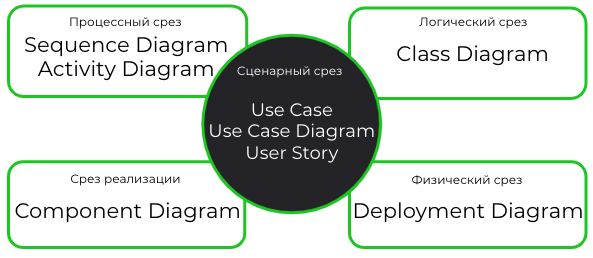 Процессный срез
Sequence Diagram
Activity Diagram
Логический срез
Class Diagram
Сценарный срез
Use Case
Use Case Diagram
User Story
Срез реализации
Component Diagram
Физический срез
Deployment Diagram